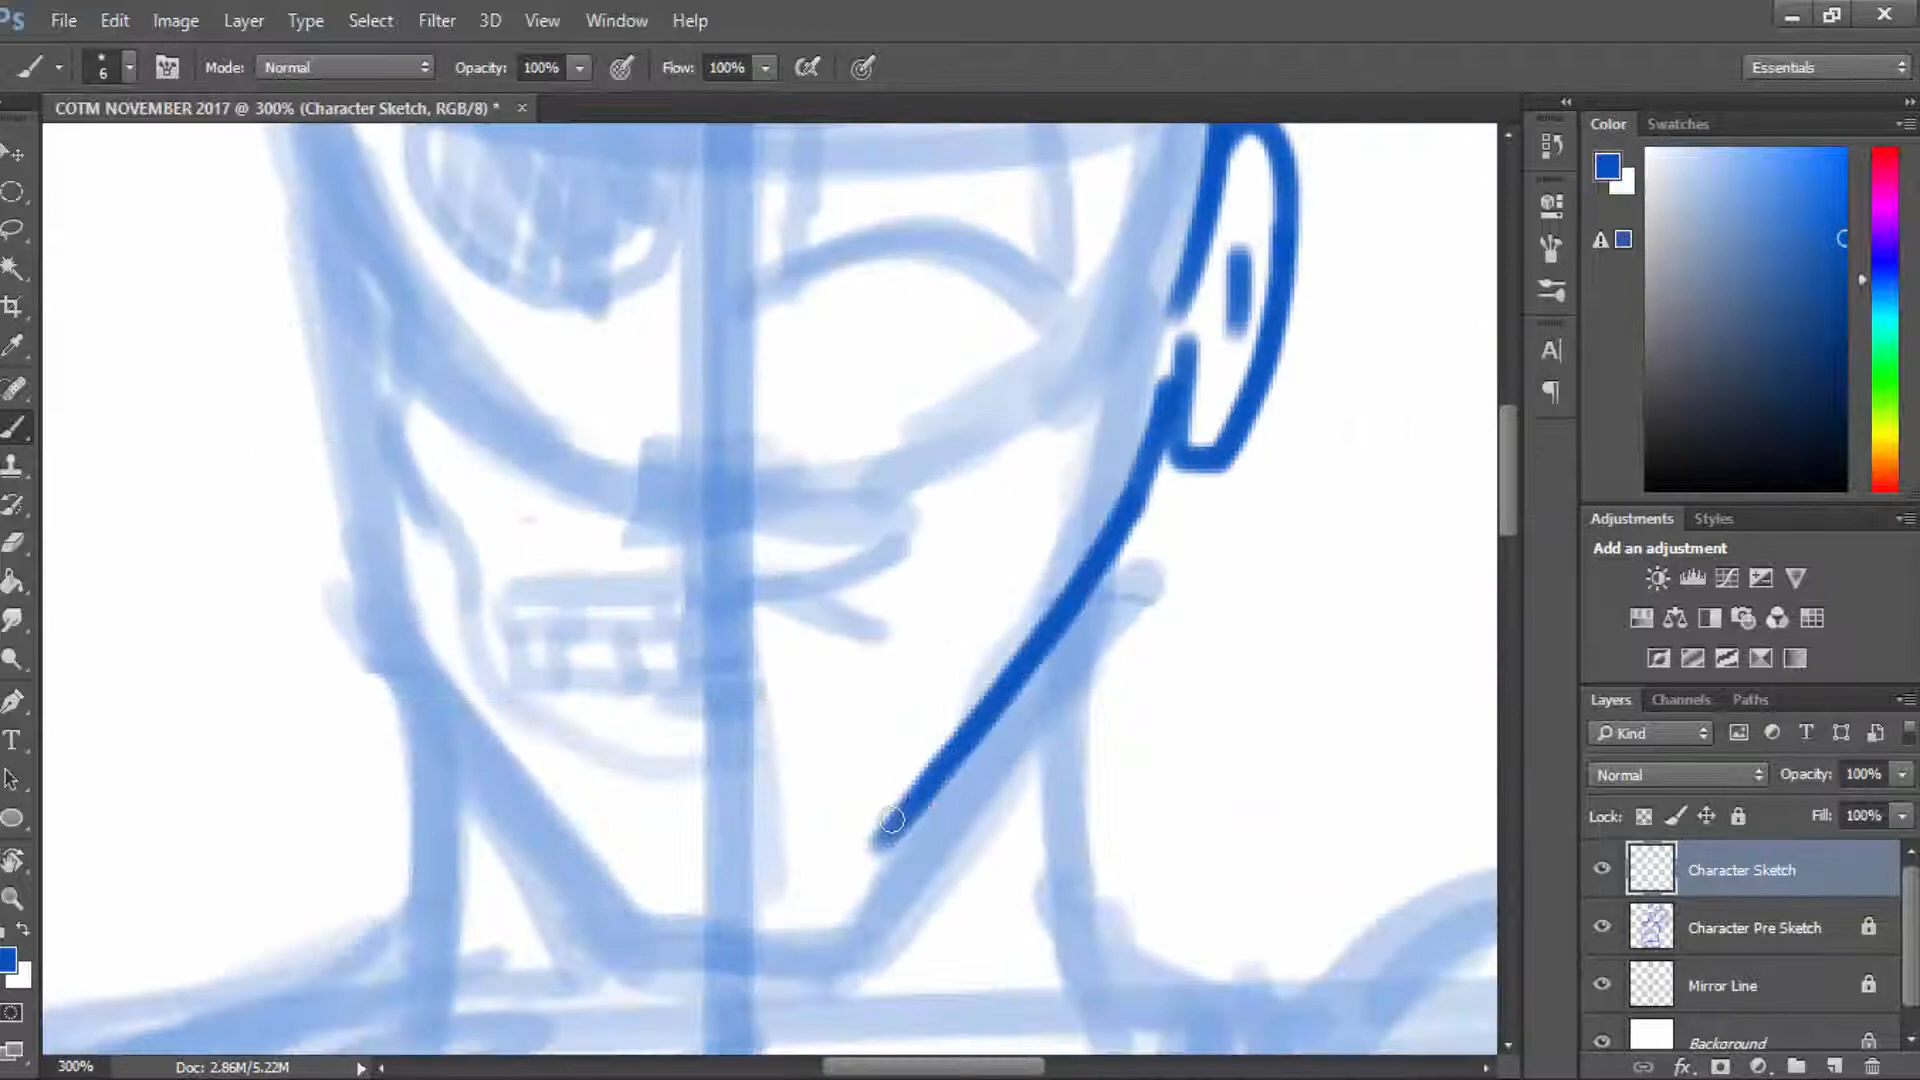 Ps File Edit Image Layer Type Select Filter 3D View Window Help
6 Mode: Normal Opacity: 100% Flow: 100% Essentials
COTM NOVEMBER 2017 @ 300% (Character Sketch, RGB/8) * ×
Color Swatches
Adjustments Styles
Add an adjustment
Layers Channels Paths
Kind
Normal Opacity: 100%
Lock: Fill: 100%
Character Sketch
Character Pre Sketch
Mirror Line
Background
300% Doc: 2.86M/5.22M